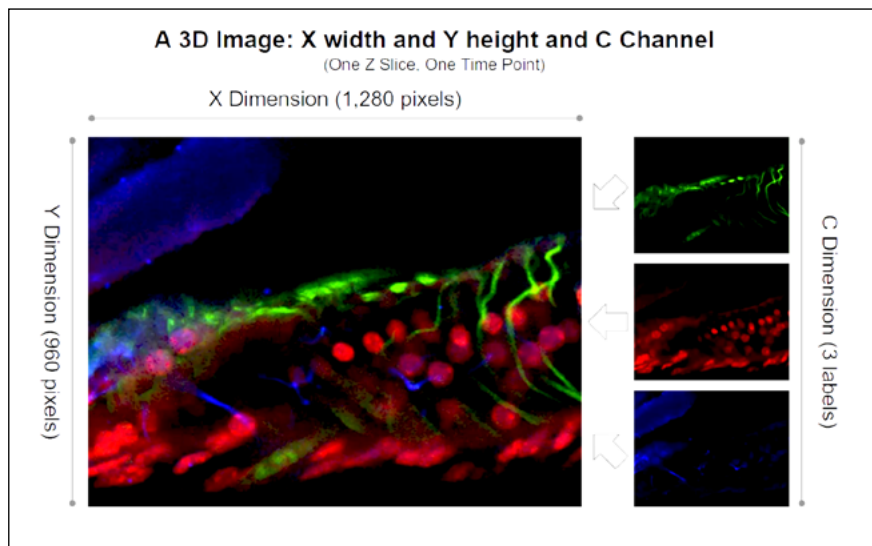 A 3D Image: X width and Y height and C Channel
(One Z Slice, One Time Point)
X Dimension (1,280 pixels)
Y Dimension (960 pixels)
C Dimension (3 labels)